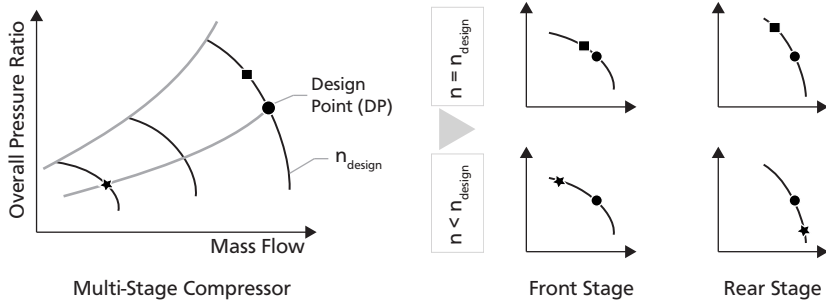 Overall Pressure Ratio
Design
Point (DP)
n_design
Mass Flow
Multi-Stage Compressor
n = n_design
n < n_design
Front Stage
Rear Stage